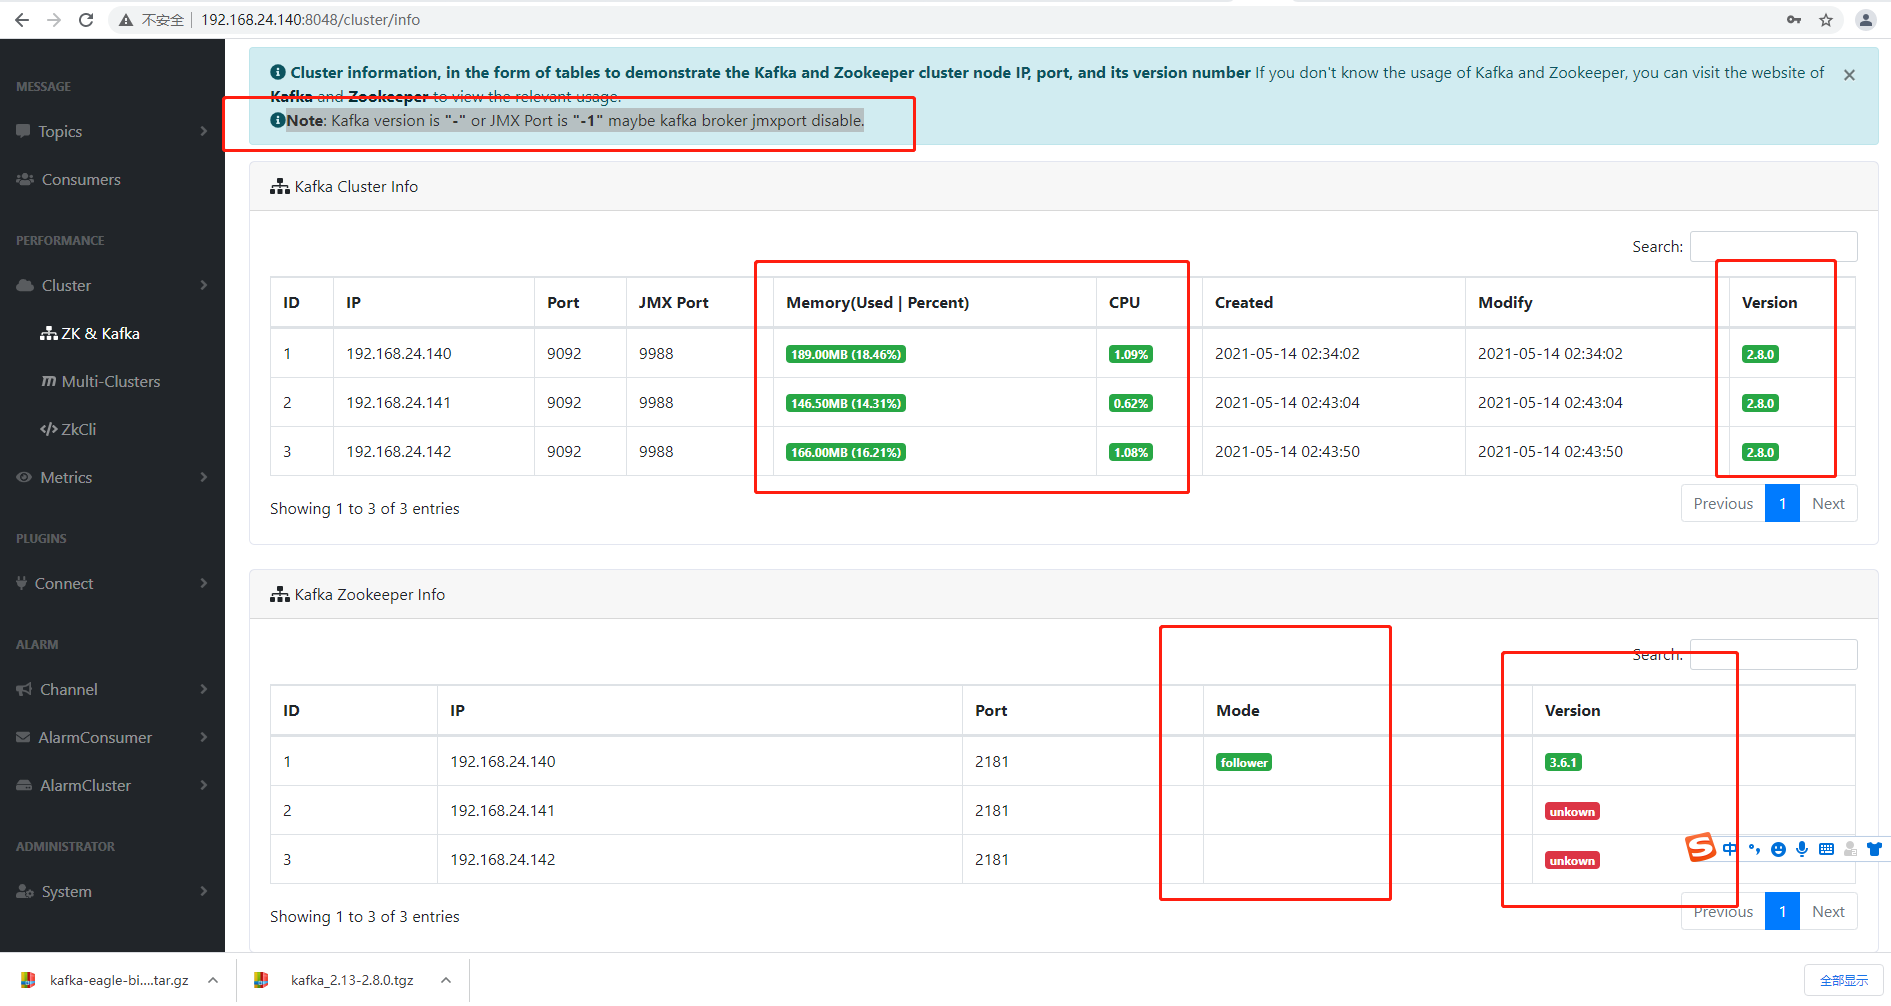 不安全 192.168.24.140:8048/cluster/info
MESSAGE
Topics
Consumers
PERFORMANCE
Cluster
ZK & Kafka
Multi-Clusters
ZkCli
Metrics
PLUGINS
Connect
ALARM
Channel
AlarmConsumer
AlarmCluster
ADMINISTRATOR
System
Cluster information, in the form of tables to demonstrate the Kafka and Zookeeper cluster node IP, port, and its version number If you don't know the usage of Kafka and Zookeeper, you can visit the website of
Kafka and Zookeeper to view the relevant usage.
Note: Kafka version is "-" or JMX Port is "-1" maybe kafka broker jmxport disable.
Kafka Cluster Info
Search:
ID IP Port JMX Port Memory(Used | Percent) CPU Created Modify Version
1 192.168.24.140 9092 9988 189.00MB (18.46%) 1.09% 2021-05-14 02:34:02 2021-05-14 02:34:02 2.8.0
2 192.168.24.141 9092 9988 146.50MB (14.31%) 0.62% 2021-05-14 02:43:04 2021-05-14 02:43:04 2.8.0
3 192.168.24.142 9092 9988 166.00MB (16.21%) 1.08% 2021-05-14 02:43:50 2021-05-14 02:43:50 2.8.0
Showing 1 to 3 of 3 entries
Previous 1 Next
Kafka Zookeeper Info
Search:
ID IP Port Mode Version
1 192.168.24.140 2181 follower 3.6.1
2 192.168.24.141 2181 unkown
3 192.168.24.142 2181 unkown
Showing 1 to 3 of 3 entries
Previous 1 Next
S 中
kafka-eagle-bi....tar.gz
kafka_2.13-2.8.0.tgz
全部显示